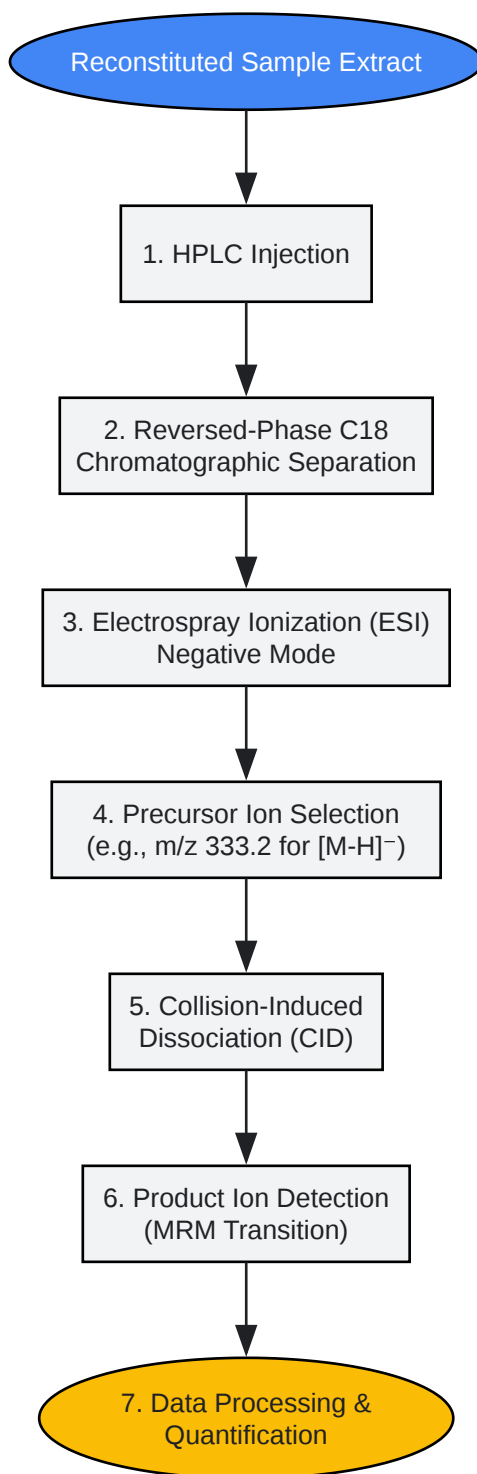 Reconstituted Sample Extract
1. HPLC Injection
2. Reversed-Phase C18
Chromatographic Separation
3. Electrospray Ionization (ESI)
Negative Mode
4. Precursor Ion Selection
(e.g., m/z 333.2 for [M-H]⁻)
5. Collision-Induced
Dissociation (CID)
6. Product Ion Detection
(MRM Transition)
7. Data Processing &
Quantification